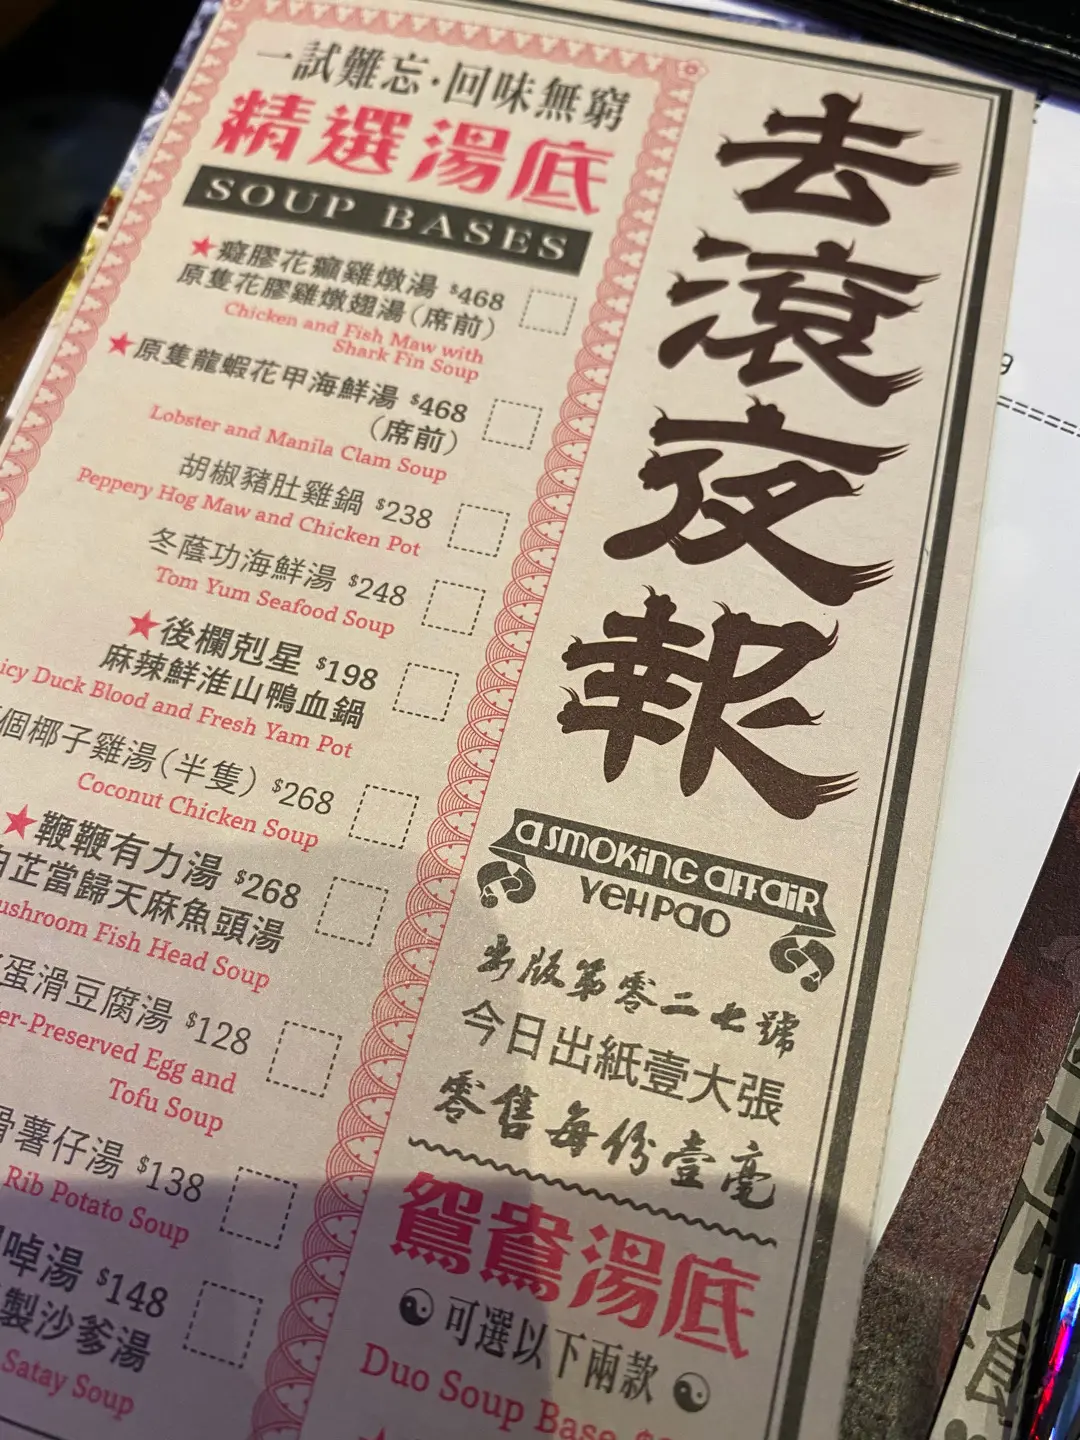 一試難忘·回味無窮
精選湯底
SOUP BASES
★癡膠花癲雞燉湯 $468
原隻花膠雞燉翅湯(席前)
Chicken and Fish Maw with
Shark Fin Soup
★原隻龍蝦花甲海鮮湯 $468
(席前)
Lobster and Manila Clam Soup
胡椒豬肚雞鍋 $238
Peppery Hog Maw and Chicken Pot
冬蔭功海鮮湯 $248
Tom Yum Seafood Soup
★後欄剋星 $198
麻辣鮮淮山鴨血鍋
Duck Blood and Fresh Yam Pot
個椰子雞湯(半隻) $268
Coconut Chicken Soup
★鞭鞭有力湯 $268
芷當歸天麻魚頭湯
Fish Head Soup
蛋滑豆腐湯 $128
Egg and
Tofu Soup
滑薯仔湯 $138
Rib Potato Soup
啅湯 $148
製沙爹湯
Satay Soup
去滾夜報
a SMOKING affair
YEH PAO
出版第零二七號
今日出紙壹大張
零售每份壹毫
鴛鴦湯底
可選以下兩款
Duo Soup Base